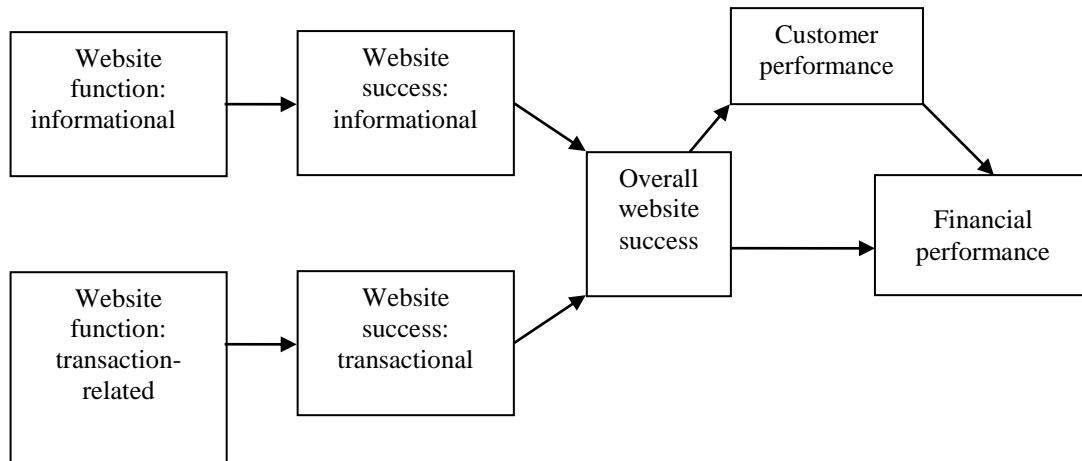 Website
function:
informational
Website
success:
informational
Customer
performance
Overall
website
success
Financial
performance
Website
function:
transaction-
related
Website
success:
transactional